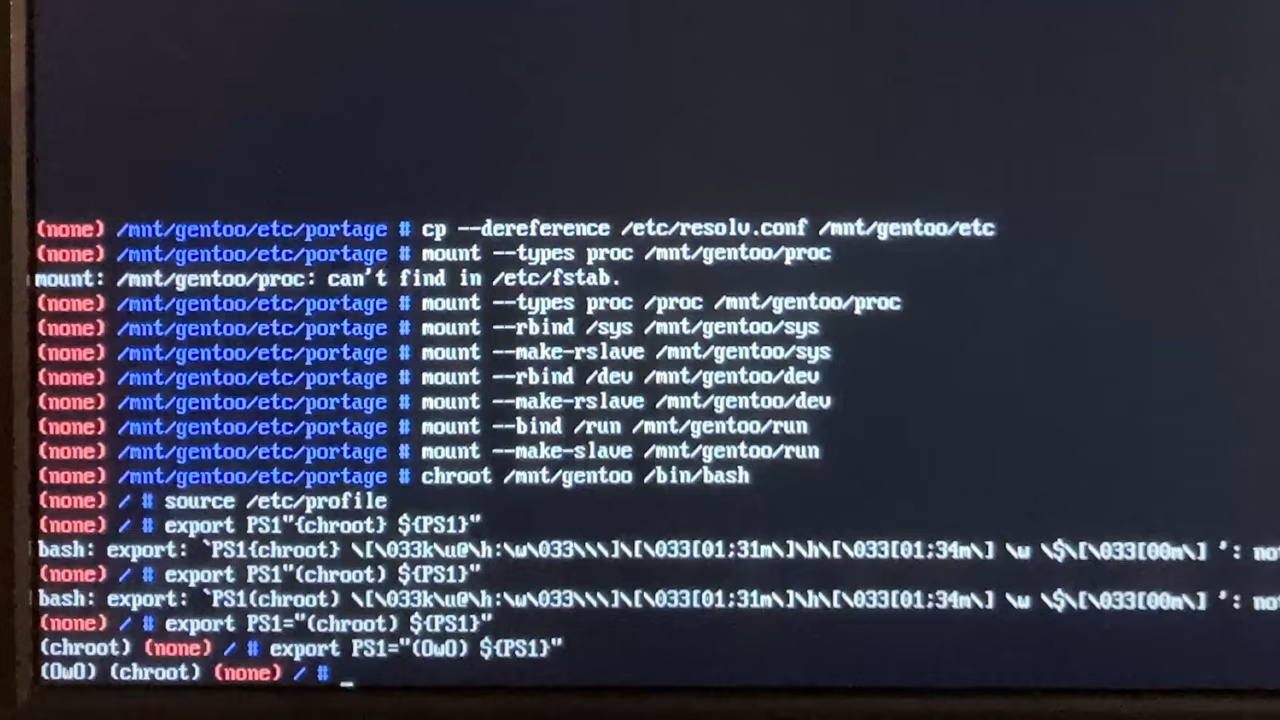 (none) /mnt/gentoo/etc/portage # cp --dereference /etc/resolv.conf /mnt/gentoo/etc
(none) /mnt/gentoo/etc/portage # mount --types proc /mnt/gentoo/proc
mount: /mnt/gentoo/proc: can't find in /etc/fstab.
(none) /mnt/gentoo/etc/portage # mount --types proc /proc /mnt/gentoo/proc
(none) /mnt/gentoo/etc/portage # mount --rbind /sys /mnt/gentoo/sys
(none) /mnt/gentoo/etc/portage # mount --make-rslave /mnt/gentoo/sys
(none) /mnt/gentoo/etc/portage # mount --rbind /dev /mnt/gentoo/dev
(none) /mnt/gentoo/etc/portage # mount --make-rslave /mnt/gentoo/dev
(none) /mnt/gentoo/etc/portage # mount --bind /run /mnt/gentoo/run
(none) /mnt/gentoo/etc/portage # mount --make-slave /mnt/gentoo/run
(none) /mnt/gentoo/etc/portage # chroot /mnt/gentoo /bin/bash
(none) / # source /etc/profile
(none) / # export PS1"{chroot} ${PS1}"
bash: export: `PS1{chroot} \[\033k\u@\h:\w\033\\\]\[\033[01;31m\]\h\[\033[01;34m\] \w \$\[\033[00m\] ': no
(none) / # export PS1"(chroot) ${PS1}"
bash: export: `PS1(chroot) \[\033k\u@\h:\w\033\\\]\[\033[01;31m\]\h\[\033[01;34m\] \w \$\[\033[00m\] ': no
(none) / # export PS1="(chroot) ${PS1}"
(chroot) (none) / # export PS1="(OwO) ${PS1}"
(OwO) (chroot) (none) / # _